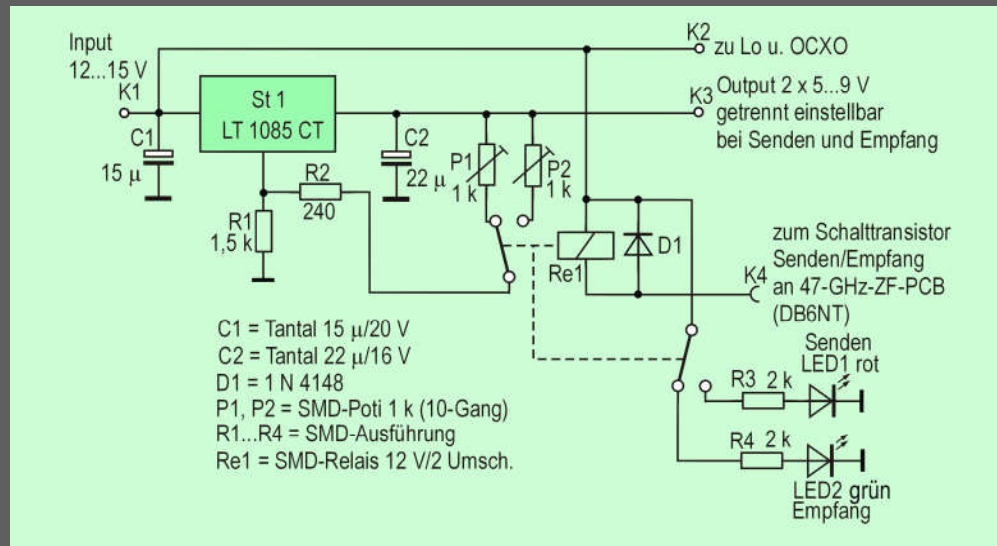 Input
12...15 V
K1
C1
15 µ
St 1
LT 1085 CT
R1
1,5 k
R2
240
C2
22 µ
P1
1 k
P2
1 k
K2
zu Lo u. OCXO
K3
Output 2 x 5...9 V
getrennt einstellbar
bei Senden und Empfang
Re1
D1
K4
zum Schalttransistor
Senden/Empfang
an 47-GHz-ZF-PCB
(DB6NT)
Senden
LED1 rot
R3 2 k
R4 2 k
LED2 grün
Empfang
C1 = Tantal 15 µ/20 V
C2 = Tantal 22 µ/16 V
D1 = 1 N 4148
P1, P2 = SMD-Poti 1 k (10-Gang)
R1...R4 = SMD-Ausführung
Re1 = SMD-Relais 12 V/2 Umsch.